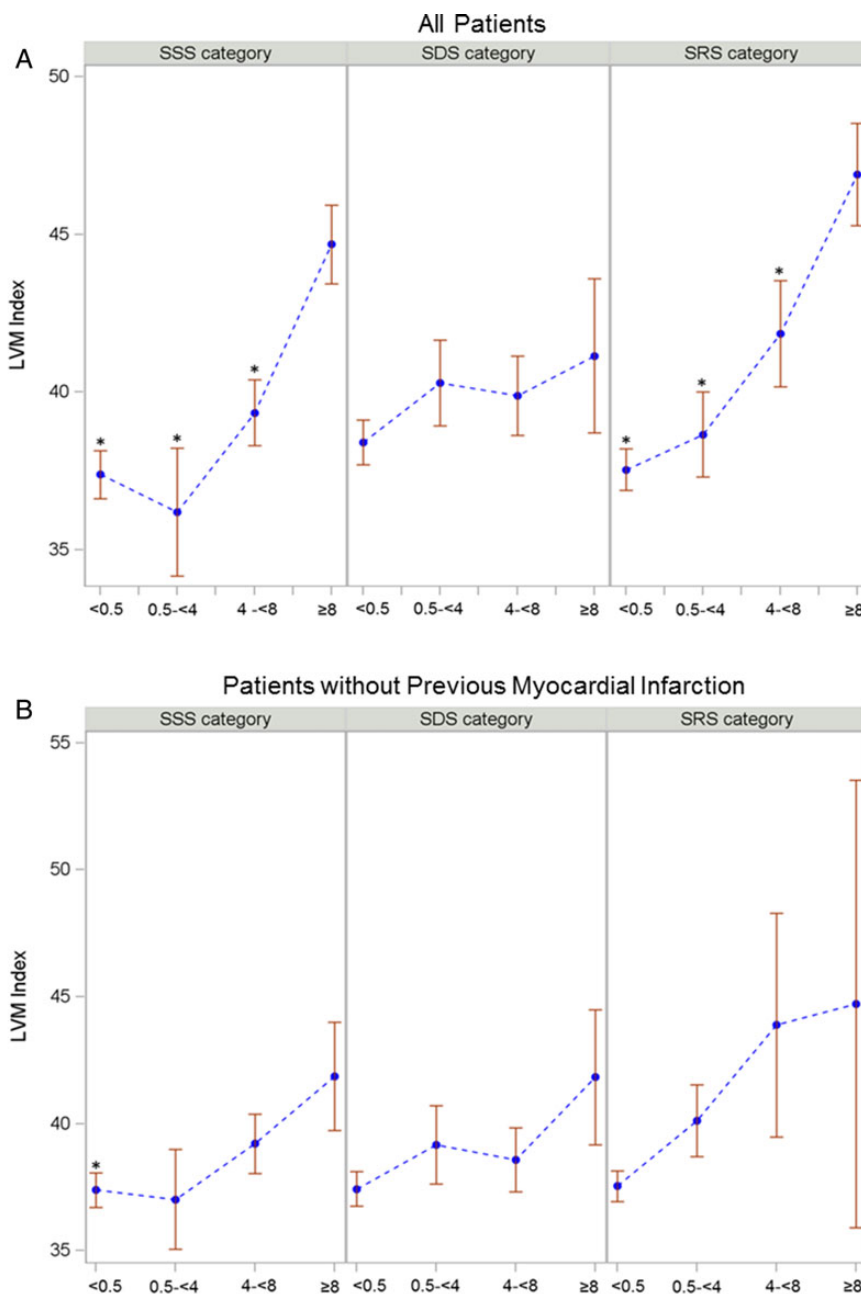 All Patients
A
SSS category SDS category SRS category
50
45
40
35
LVM Index
* * * * * *
<0.5 0.5-<4 4 -<8 ≥8 <0.5 0.5-<4 4-<8 ≥8 <0.5 0.5-<4 4-<8 ≥8
Patients without Previous Myocardial Infarction
B
SSS category SDS category SRS category
55
50
45
40
35
LVM Index
*
<0.5 0.5-<4 4-<8 ≥8 <0.5 0.5-<4 4-<8 ≥8 <0.5 0.5-<4 4-<8 ≥8